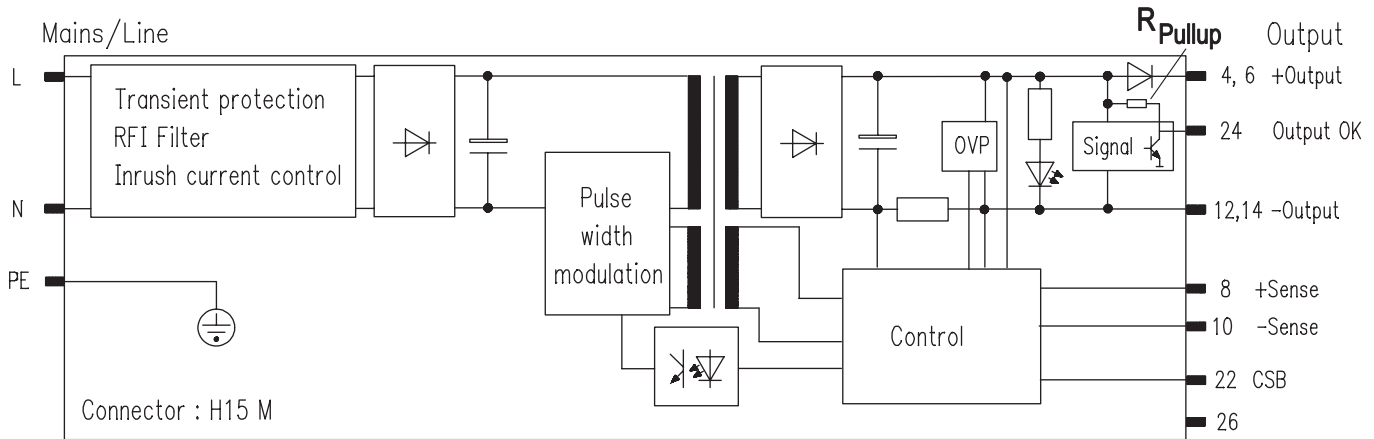 Mains/Line
RPullup
Output
L
Transient protection
RFI Filter
Inrush current control
4, 6 +Output
24 Output OK
OVP
Signal
N
Pulse
width
modulation
12,14 -Output
PE
8 +Sense
Control
10 -Sense
22 CSB
Connector : H15 M
26